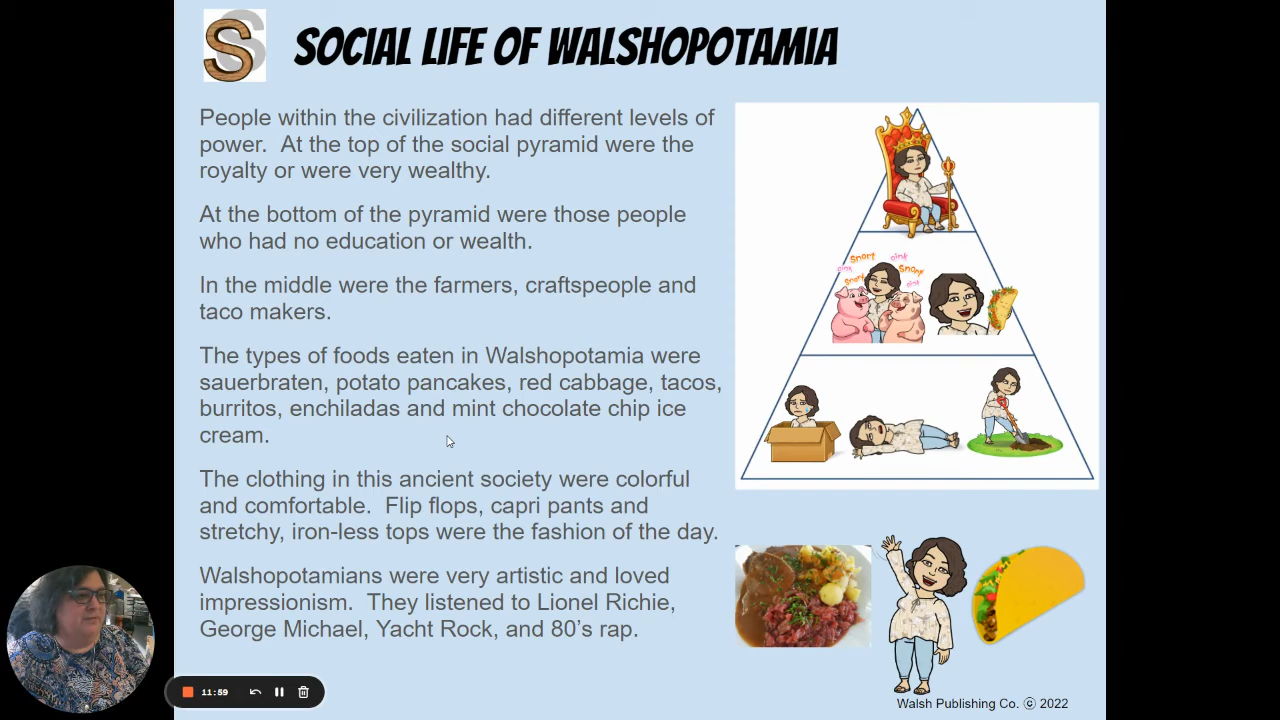 S
SOCIAL LIFE OF WALSHOPOTAMIA
People within the civilization had different levels of
power.  At the top of the social pyramid were the
royalty or were very wealthy.
At the bottom of the pyramid were those people
who had no education or wealth.
In the middle were the farmers, craftspeople and
taco makers.
The types of foods eaten in Walshopotamia were
sauerbraten, potato pancakes, red cabbage, tacos,
burritos, enchiladas and mint chocolate chip ice
cream.
The clothing in this ancient society were colorful
and comfortable.  Flip flops, capri pants and
stretchy, iron-less tops were the fashion of the day.
Walshopotamians were very artistic and loved
impressionism.  They listened to Lionel Richie,
George Michael, Yacht Rock, and 80's rap.
Snort oink
oink Snork
Snort oink
Walsh Publishing Co. ⓒ 2022
11:59